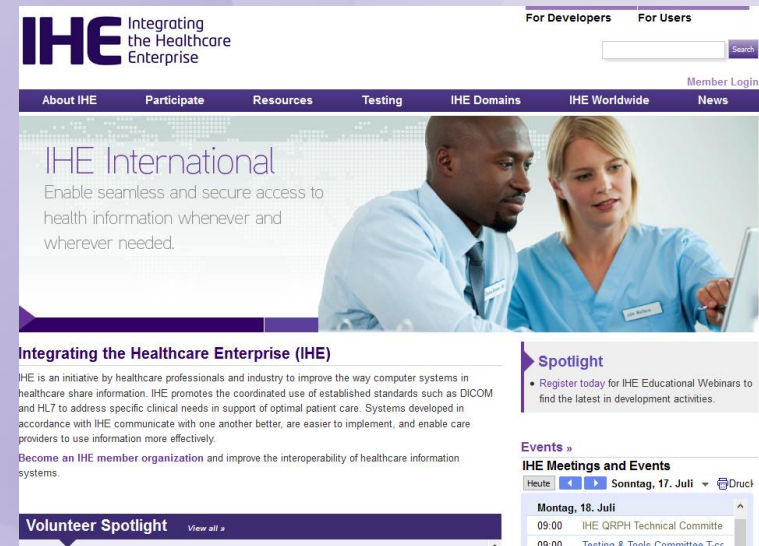 IHE Integrating
the Healthcare
Enterprise
For Developers For Users
Search
Member Login
About IHE Participate Resources Testing IHE Domains IHE Worldwide News
IHE International
Enable seamless and secure access to
health information whenever and
wherever needed.
Integrating the Healthcare Enterprise (IHE)
IHE is an initiative by healthcare professionals and industry to improve the way computer systems in
healthcare share information. IHE promotes the coordinated use of established standards such as DICOM
and HL7 to address specific clinical needs in support of optimal patient care. Systems developed in
accordance with IHE communicate with one another better, are easier to implement, and enable care
providers to use information more effectively.
Become an IHE member organization and improve the interoperability of healthcare information
systems.
Volunteer Spotlight View all »
Spotlight
• Register today for IHE Educational Webinars to
find the latest in development activities.
Events »
IHE Meetings and Events
Heute Sonntag, 17. Juli Druck
Montag, 18. Juli
09:00 IHE QRPH Technical Committe
09:00 Testing & Tools Committee T-cc